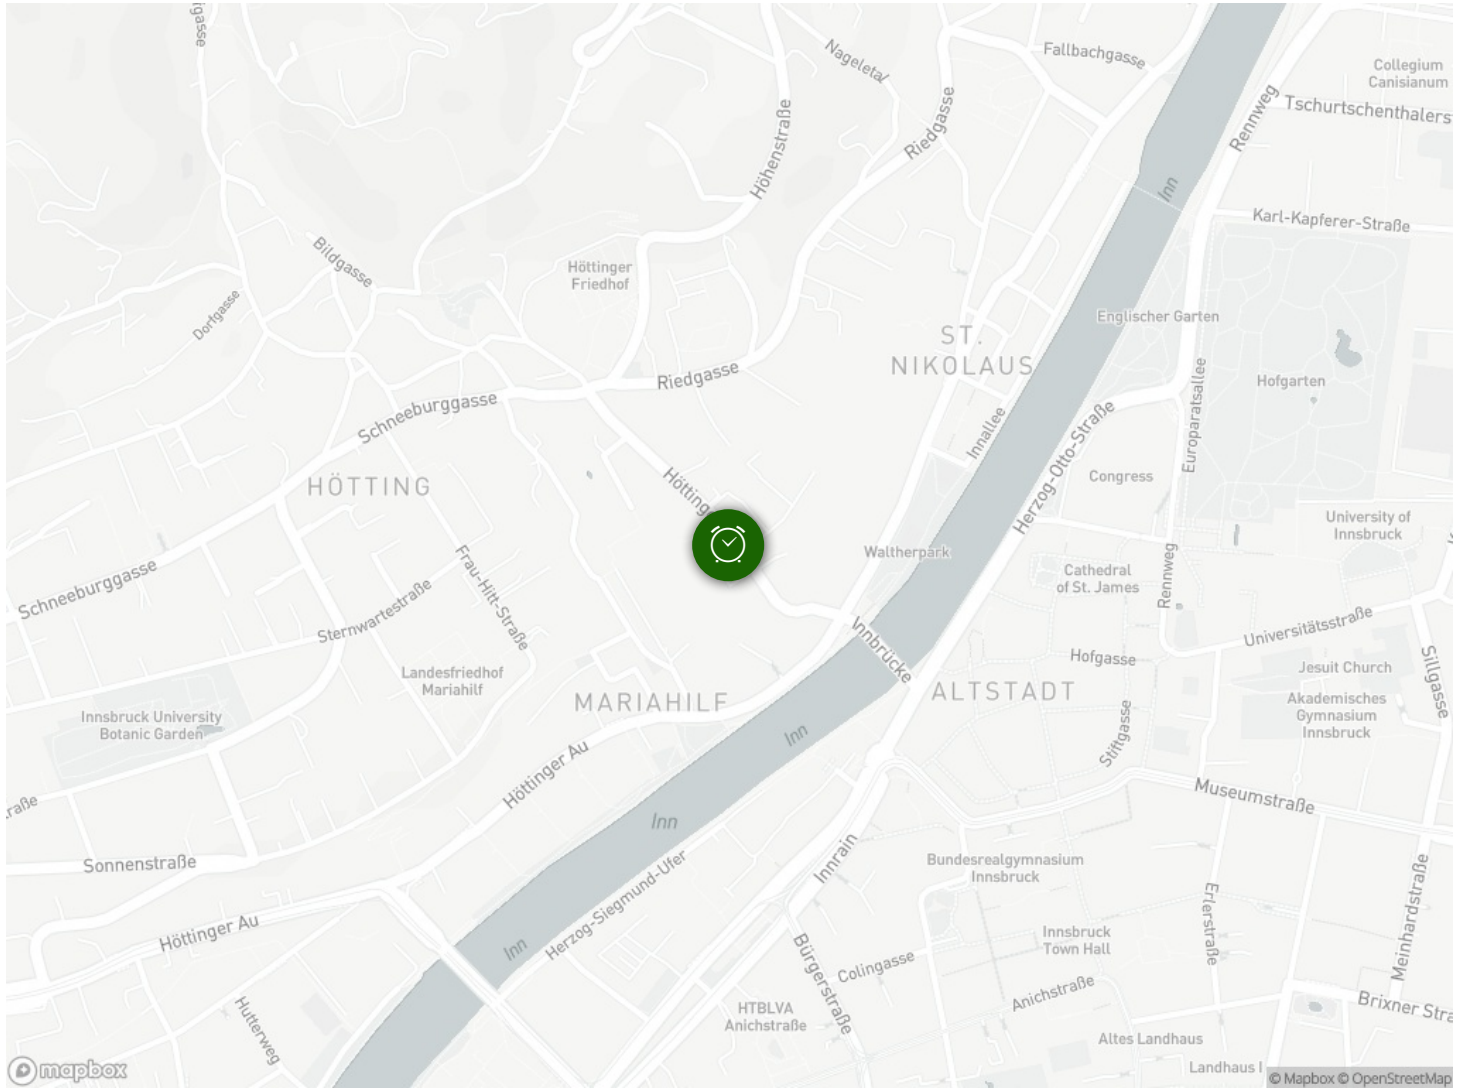 Nageletal
Fallbachgasse
Collegium
Canisianum
Rennweg
Tschurtschenthalers
Riedgasse
Höhenstraße
Inn
Karl-Kapferer-Straße
Bildgasse
Höttinger
Friedhof
Dorfgasse
Englischer Garten
ST.
NIKOLAUS
Hofgarten
Riedgasse
Europaratsallee
Schneeburggasse
Innallee
Herzog-Otto-Straße
Congress
HÖTTING
Hötting
University of
Innsbruck
Waltherpark
Cathedral
of St. James
Rennweg
Schneeburggasse
Frau-Hitt-Straße
Sternwartestraße
Innbrücke
Universitätsstraße
Hofgasse
Jesuit Church
Sillgasse
Landesfriedhof
Mariahilf
MARIAHILF
ALTSTADT
Akademisches
Gymnasium
Innsbruck
Innsbruck University
Botanic Garden
Inn
Stiftgasse
Höttinger Au
Museumstraße
raße
Inn
Sonnenstraße
Herzog-Siegmund-Ufer
Innrain
Bundesrealgymnasium
Innsbruck
Erlerstraße
Meinhardstraße
Höttinger Au
Inn
Innsbruck
Town Hall
Bürgerstraße
Colingasse
Anichstraße
Brixner Stra
Hutterweg
HTBLVA
Anichstraße
Altes Landhaus
Landhaus I
mapbox
© Mapbox © OpenStreetMap